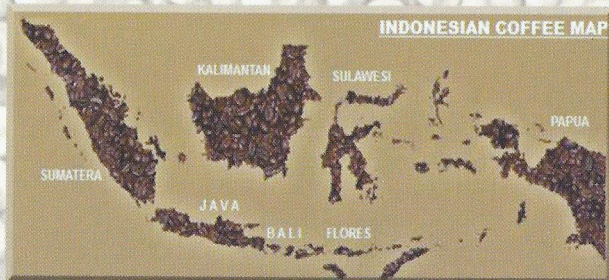 INDONESIAN COFFEE MAP
KALIMANTAN
SULAWESI
PAPUA
SUMATERA
JAVA
BALI
FLORES